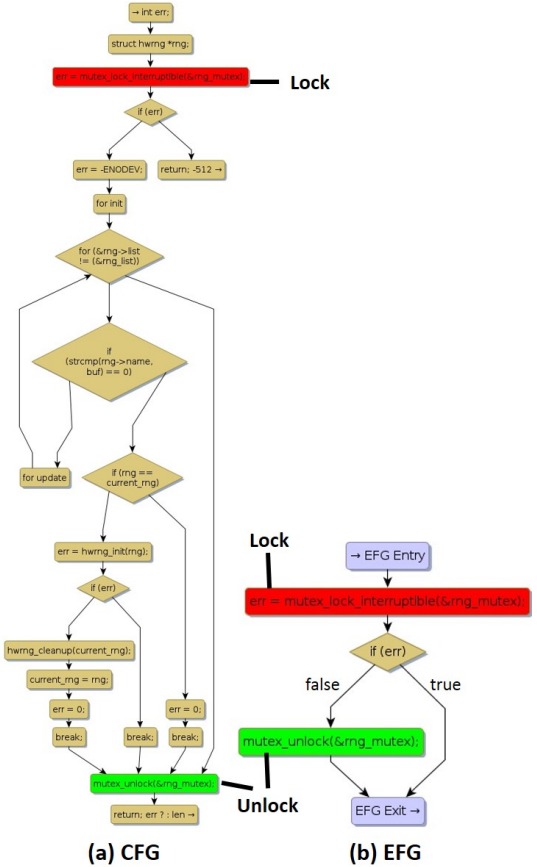 → int err;
struct hwrng *rng;
err = mutex_lock_interruptible(&rng_mutex);
Lock
if (err)
err = -ENODEV;
return; -512 →
for init
for (&rng->list
!= (&rng_list))
if
(strcmp(rng->name,
buf) == 0)
for update
if (rng ==
current_rng)
err = hwrng_init(rng);
if (err)
hwrng_cleanup(current_rng);
current_rng = rng;
err = 0;
err = 0;
break;
break;
break;
mutex_unlock(&rng_mutex);
return; err ? : len →
(a) CFG
Lock
→ EFG Entry
err = mutex_lock_interruptible(&rng_mutex);
if (err)
false
true
mutex_unlock(&rng_mutex);
Unlock
EFG Exit →
(b) EFG